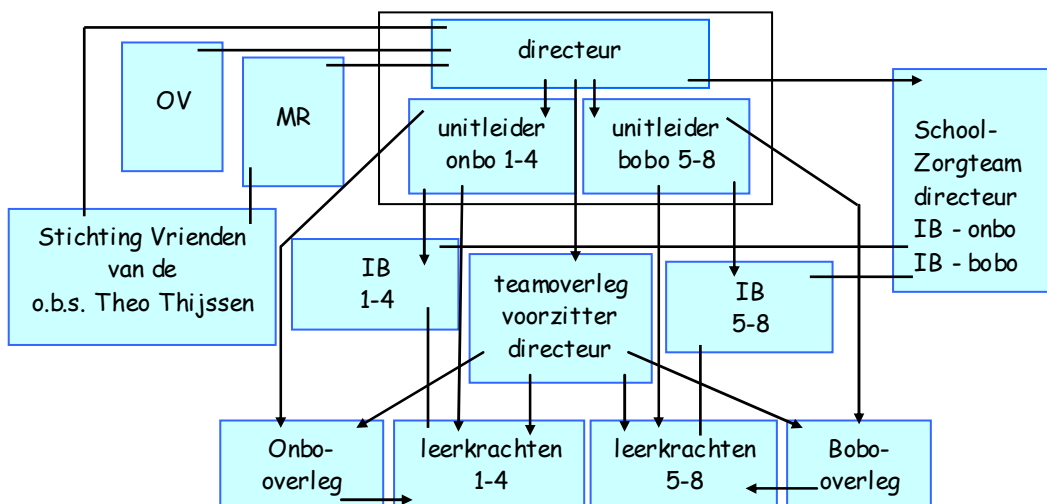 directeur
OV
MR
unitleider
onbo 1-4
unitleider
bobo 5-8
School-
Zorgteam
directeur
IB - onbo
IB - bobo
Stichting Vrienden
van de
o.b.s. Theo Thijssen
IB
1-4
teamoverleg
voorzitter
directeur
IB
5-8
Onbo-
overleg
leerkrachten
1-4
leerkrachten
5-8
Bobo-
overleg